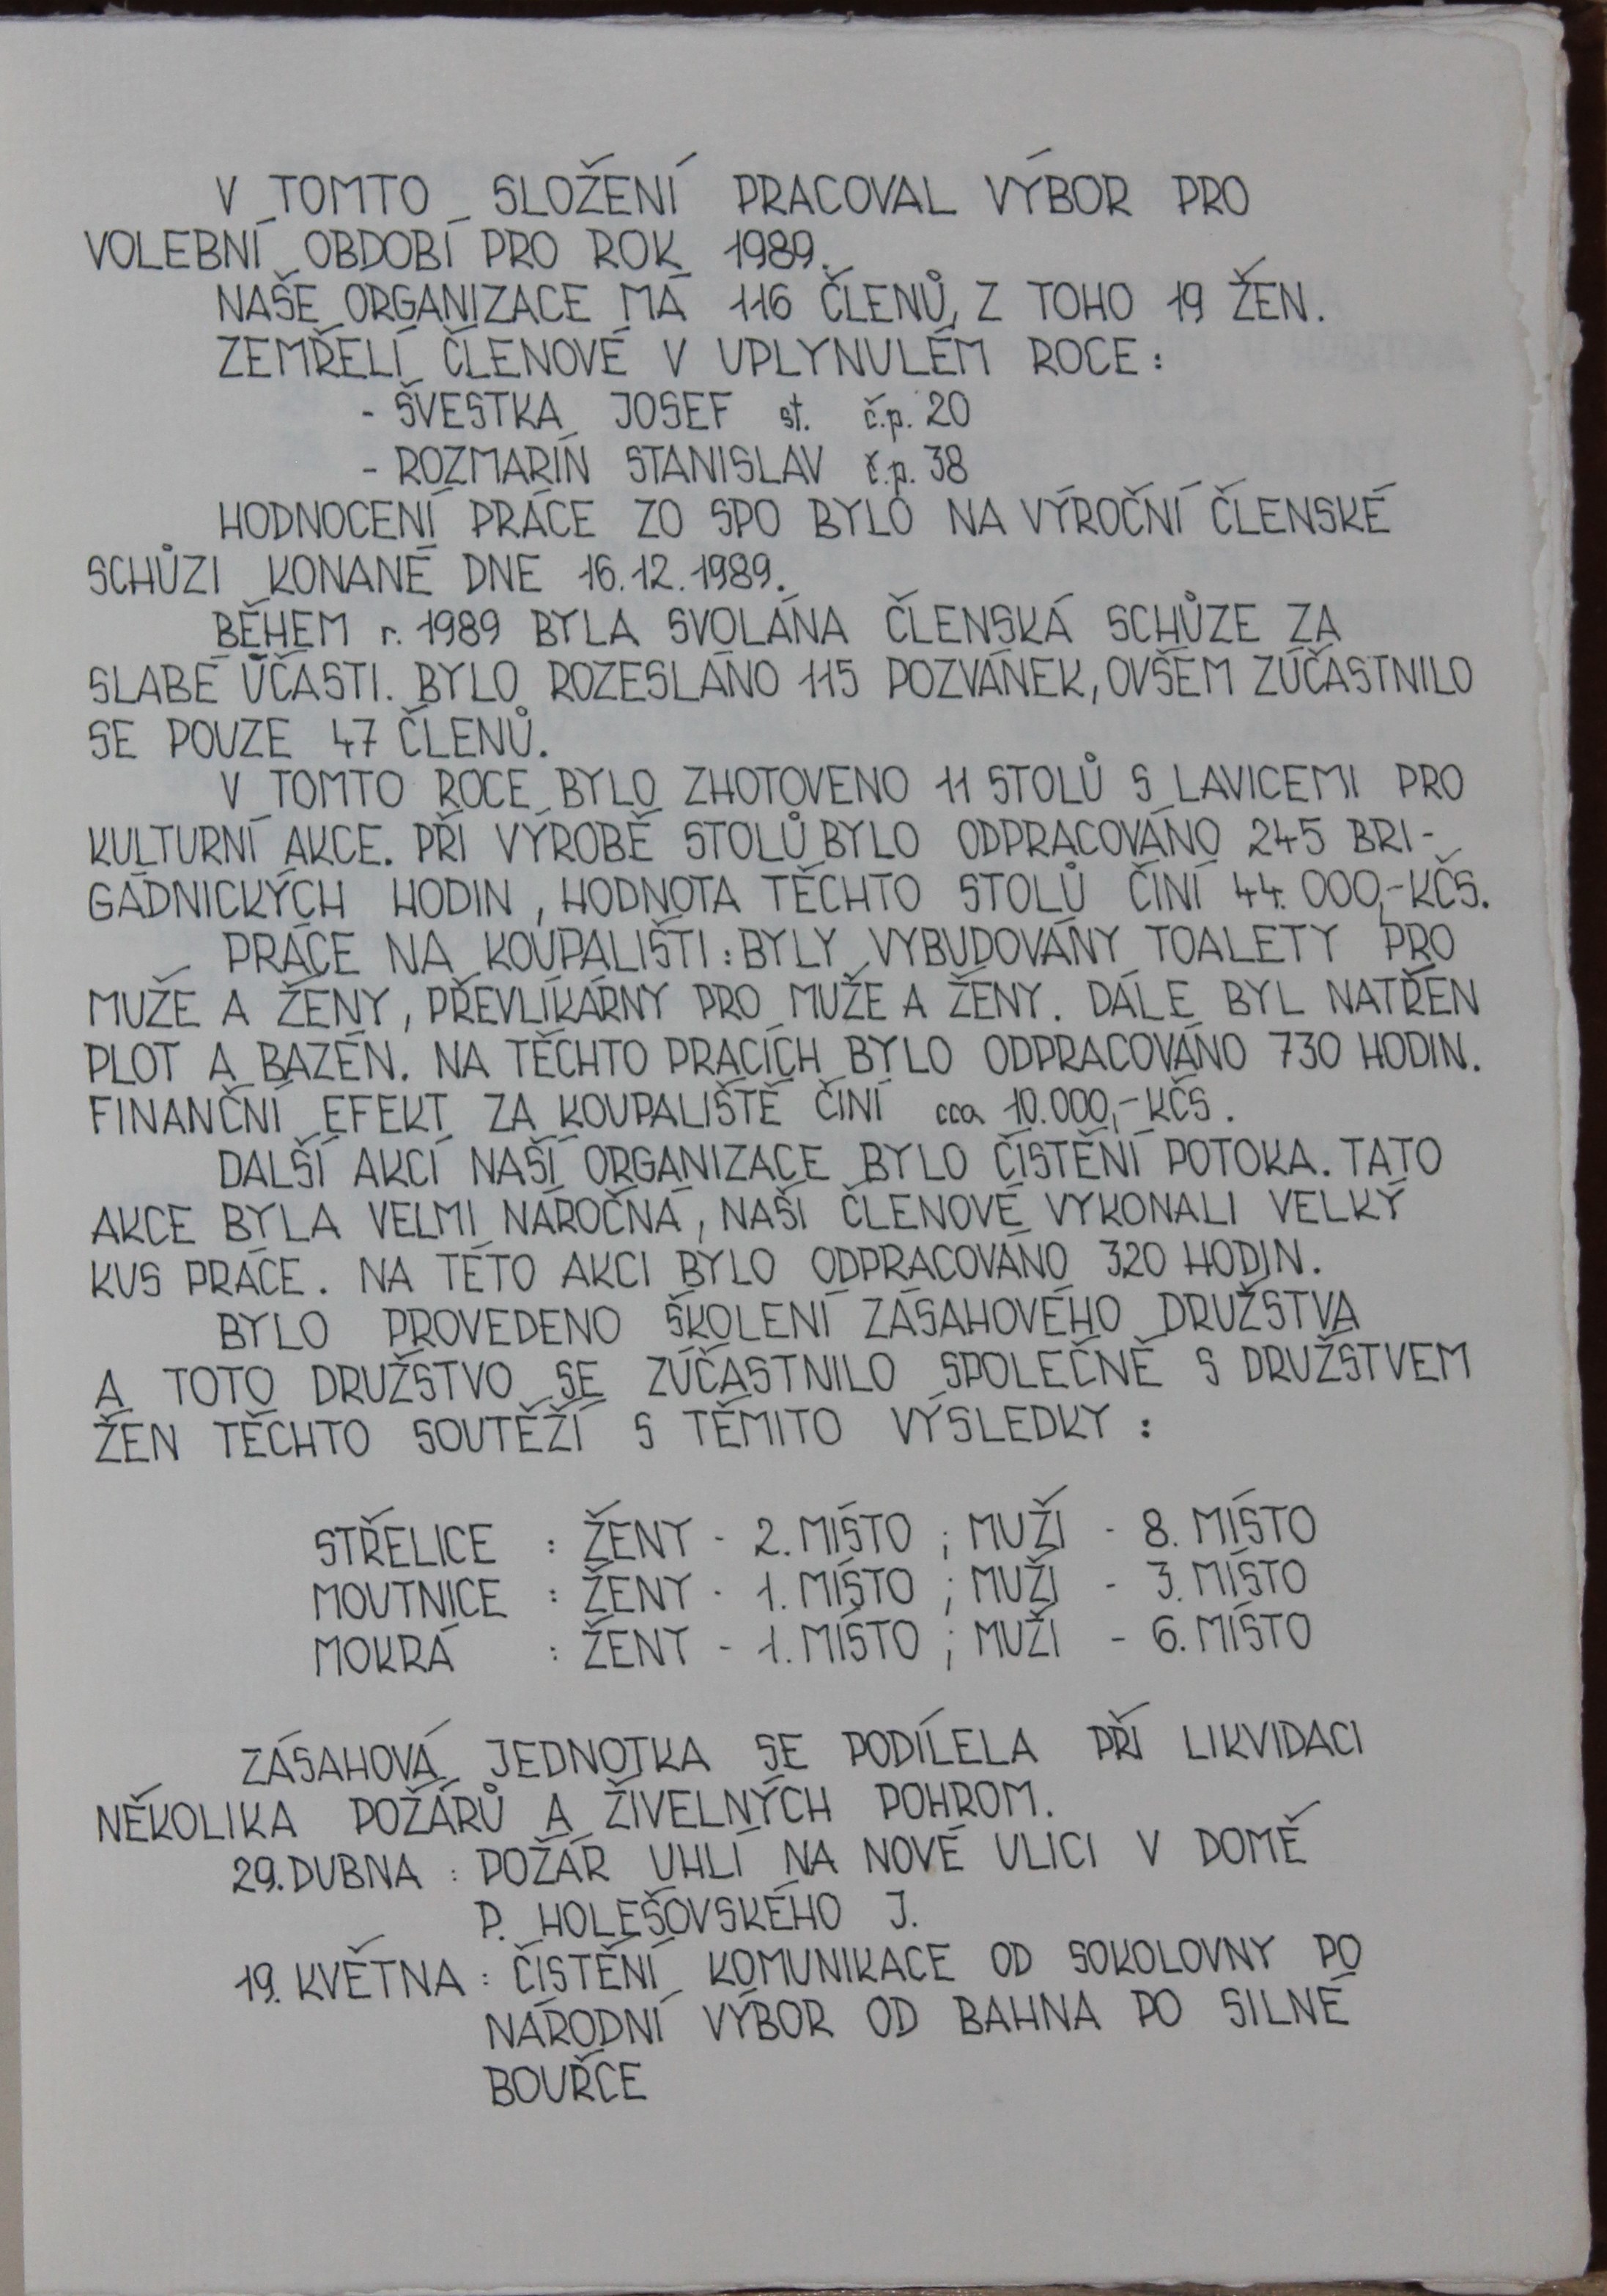 V TOMTO SLOŽENÍ PRACOVAL VÝBOR PRO
VOLEBNÍ OBDOBÍ PRO ROK 1989.
NAŠE ORGANIZACE MÁ 116 ČLENŮ, Z TOHO 19 ŽEN.
ZEMŘELÍ ČLENOVÉ V UPLYNULÉM ROCE:
- ŠVESTKA JOSEF st. č.p. 20
- ROZMARÍN STANISLAV č.p. 38
HODNOCENÍ PRÁCE ZO SPO BYLO NA VÝROČNÍ ČLENSKÉ
SCHŮZI KONANÉ DNE 16.12.1989.
BĚHEM r. 1989 BYLA SVOLÁNA ČLENSKÁ SCHŮZE ZA
SLABÉ ÚČASTI. BYLO ROZESLÁNO 115 POZVÁNEK, OVŠEM ZÚČASTNILO
SE POUZE 47 ČLENŮ.
V TOMTO ROCE BYLO ZHOTOVENO 11 STOLŮ S LAVICEMI PRO
KULTURNÍ AKCE. PŘI VÝROBĚ STOLŮ BYLO ODPRACOVÁNO 245 BRI-
GÁDNICKÝCH HODIN, HODNOTA TĚCHTO STOLŮ ČINÍ 44.000,-KČS.
PRÁCE NA KOUPALIŠTI: BYLY VYBUDOVÁNY TOALETY PRO
MUŽE A ŽENY, PŘEVLÍKÁRNY PRO MUŽE A ŽENY. DÁLE BYL NATŘEN
PLOT A BAZÉN. NA TĚCHTO PRACÍCH BYLO ODPRACOVÁNO 730 HODIN.
FINANČNÍ EFEKT ZA KOUPALIŠTĚ ČINÍ cca 10.000,-KČS.
DALŠÍ AKCÍ NAŠÍ ORGANIZACE BYLO ČISTĚNÍ POTOKA. TATO
AKCE BYLA VELMI NÁROČNÁ, NAŠI ČLENOVÉ VYKONALI VELKÝ
KUS PRÁCE. NA TÉTO AKCI BYLO ODPRACOVÁNO 320 HODIN.
BYLO PROVEDENO ŠKOLENÍ ZÁSAHOVÉHO DRUŽSTVA
A TOTO DRUŽSTVO SE ZÚČASTNILO SPOLEČNĚ S DRUŽSTVEM
ŽEN TĚCHTO SOUTĚŽÍ S TĚMITO VÝSLEDKY:
STŘELICE : ŽENY - 2. MÍSTO ; MUŽI - 8. MÍSTO
MOUTNICE : ŽENY - 1. MÍSTO ; MUŽI - 3. MÍSTO
MOKRÁ : ŽENY - 1. MÍSTO ; MUŽI - 6. MÍSTO
ZÁSAHOVÁ JEDNOTKA SE PODÍLELA PŘI LIKVIDACI
NĚKOLIKA POŽÁRŮ A ŽIVELNÝCH POHROM.
29. DUBNA : POŽÁR UHLÍ NA NOVÉ ULICI V DOMĚ
P. HOLEŠOVSKÉHO J.
19. KVĚTNA : ČISTĚNÍ KOMUNIKACE OD SOKOLOVNY PO
NÁRODNÍ VÝBOR OD BAHNA PO SILNÉ
BOUŘCE